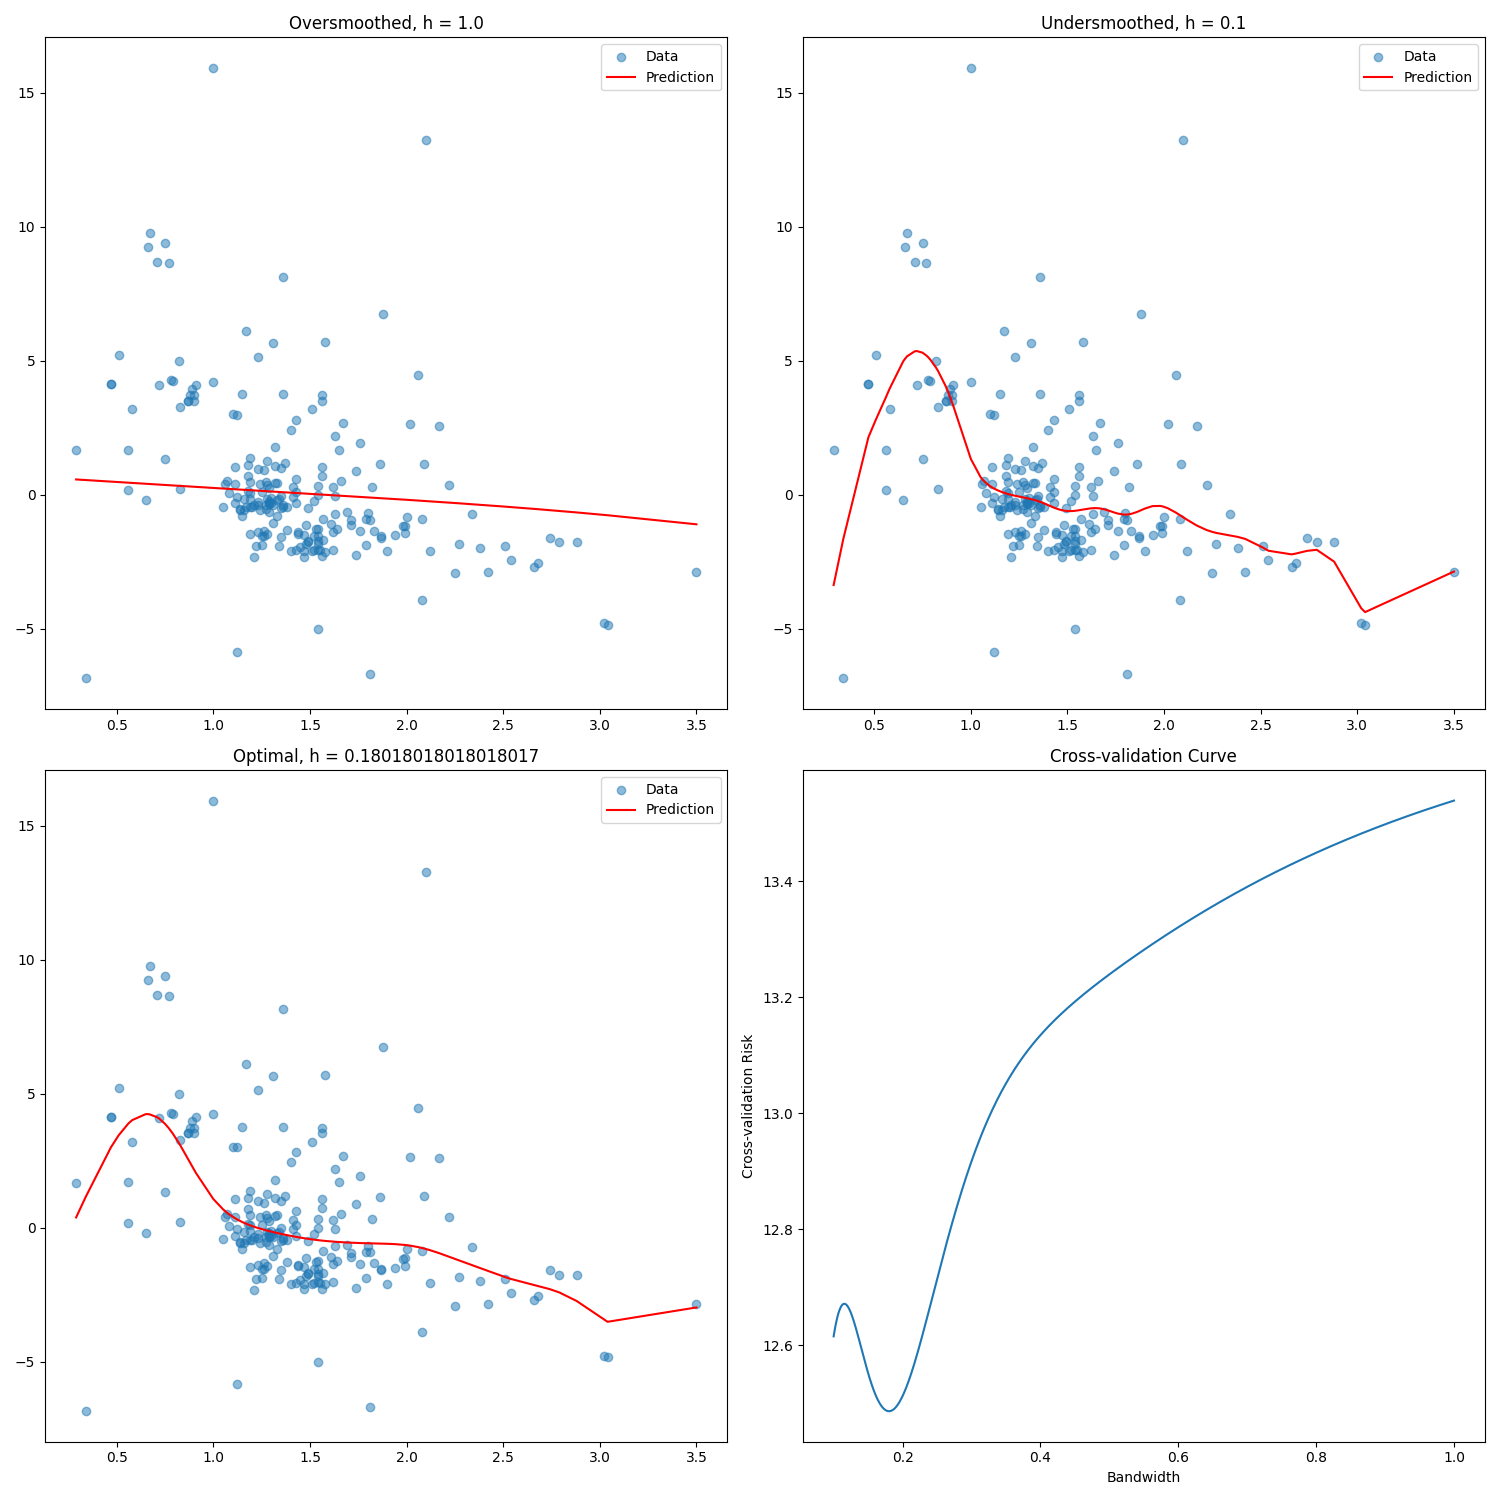 Oversmoothed, h = 1.0
Data
Prediction
15
10
5
0
−5
0.5 1.0 1.5 2.0 2.5 3.0 3.5
Undersmoothed, h = 0.1
Data
Prediction
15
10
5
0
−5
0.5 1.0 1.5 2.0 2.5 3.0 3.5
Optimal, h = 0.18018018018018017
Data
Prediction
15
10
5
0
−5
0.5 1.0 1.5 2.0 2.5 3.0 3.5
Cross-validation Curve
Cross-validation Risk
13.4
13.2
13.0
12.8
12.6
0.2 0.4 0.6 0.8 1.0
Bandwidth